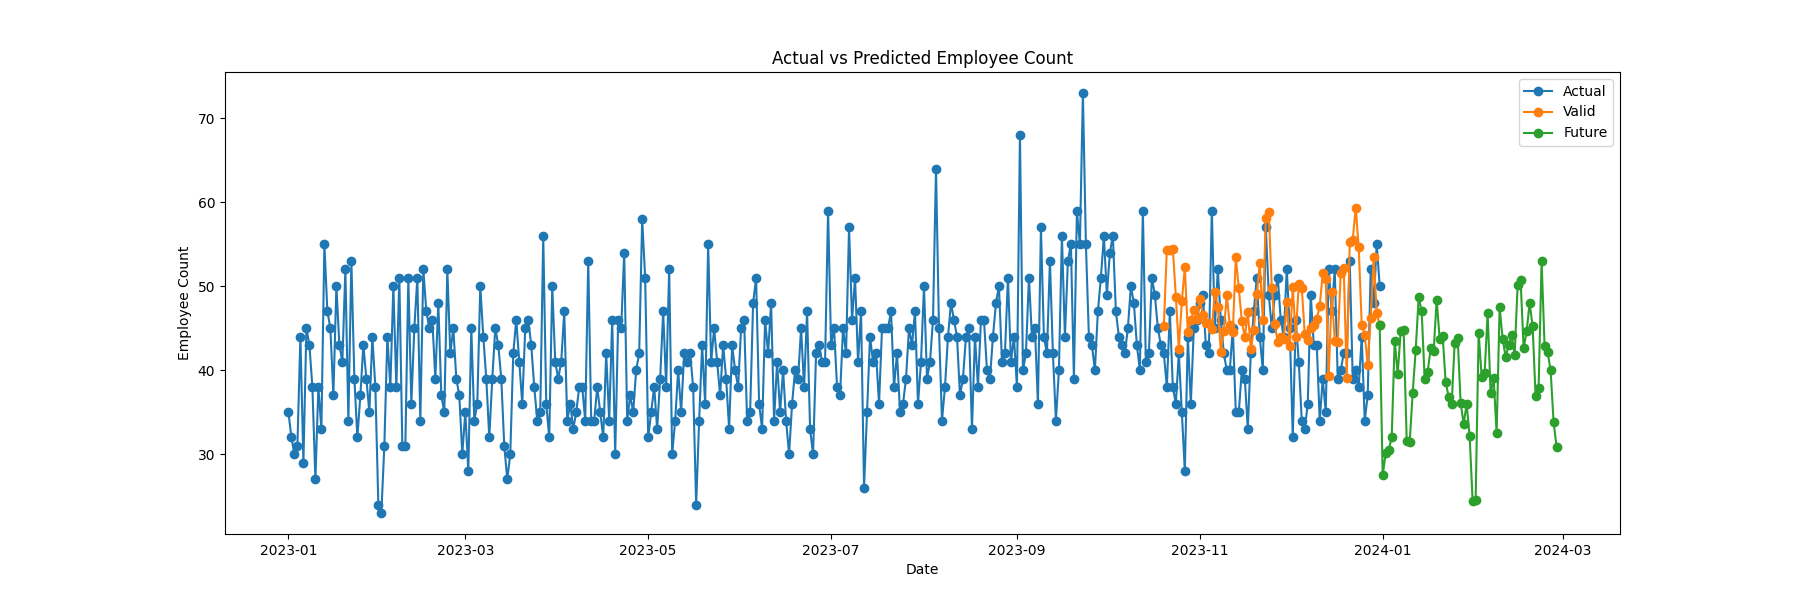 Actual vs Predicted Employee Count
Actual
Valid
Future
70
60
50
40
30
Employee Count
2023-01
2023-03
2023-05
2023-07
2023-09
2023-11
2024-01
2024-03
Date